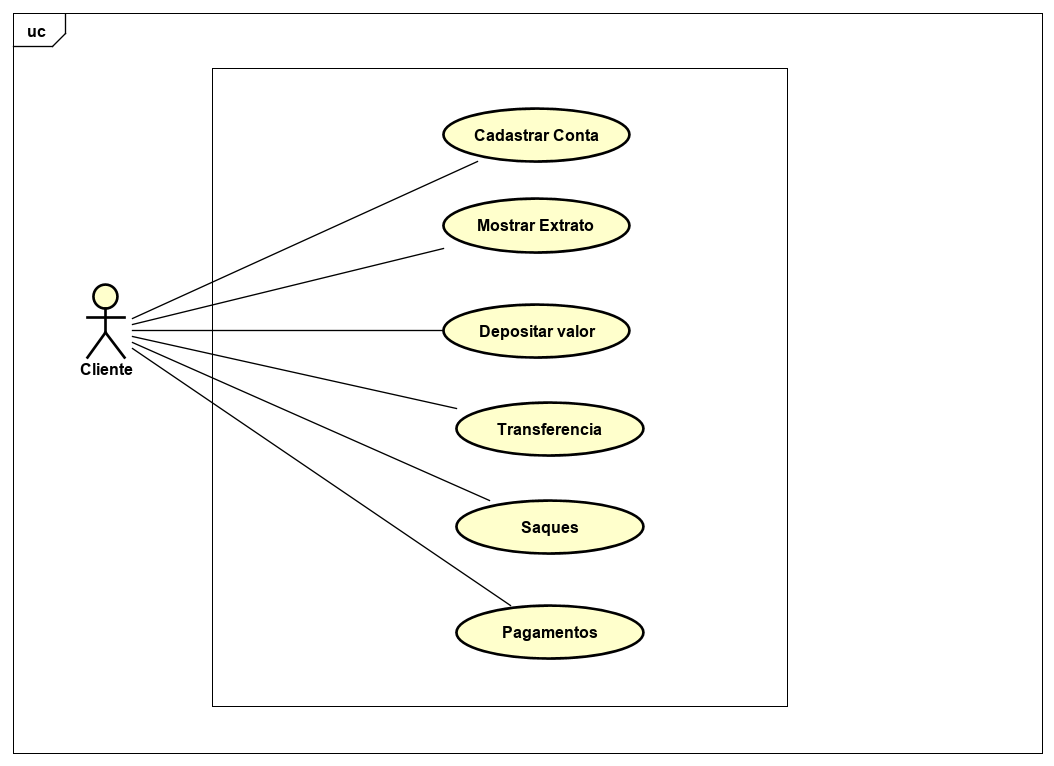 uc
Cadastrar Conta
Mostrar Extrato
Depositar valor
Cliente
Transferencia
Saques
Pagamentos